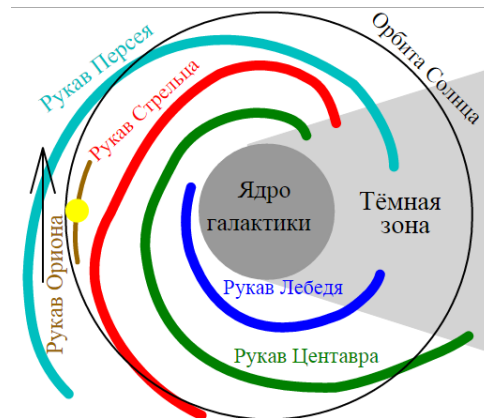 Рукав Персея
Орбита Солнца
Рукав Стрельца
Ядро
галактики
Тёмная
зона
Рукав Ориона
Рукав Лебедя
Рукав Центавра